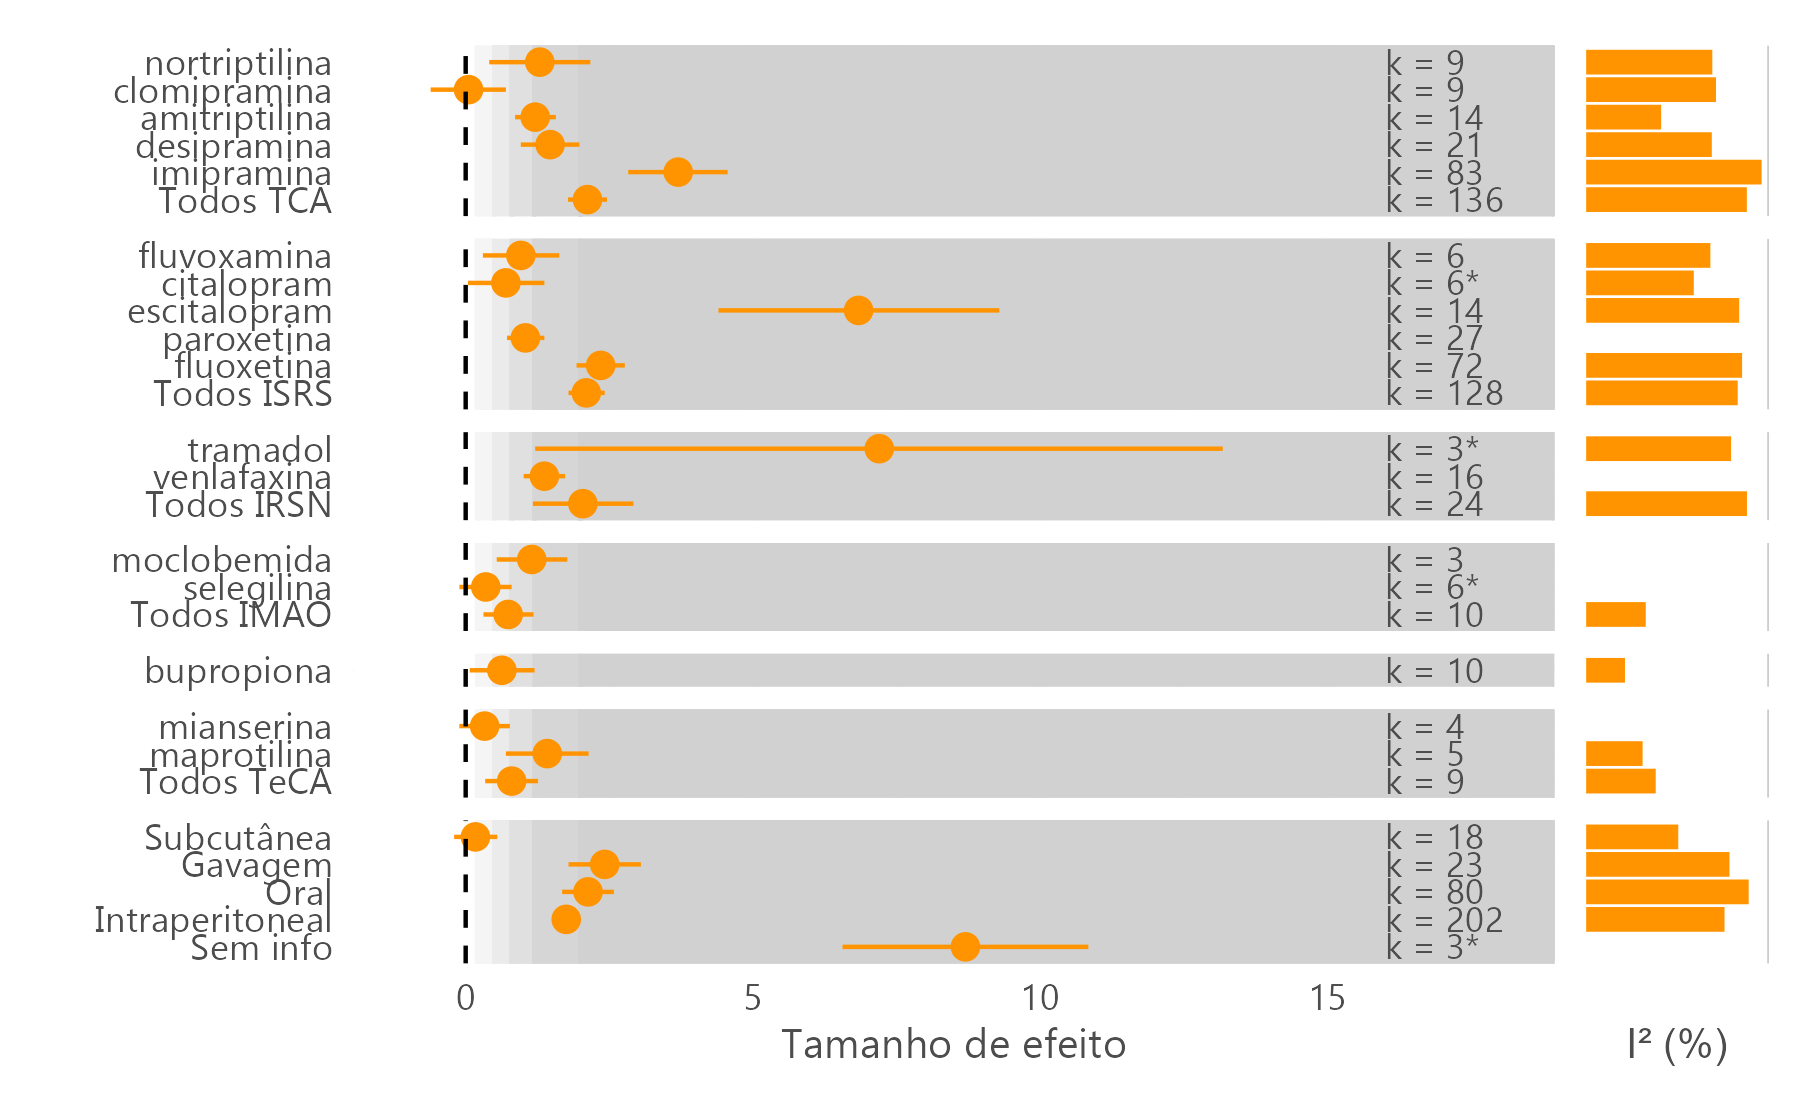 nortriptilina k = 9
clomipramina k = 9
amitriptilina k = 14
desipramina k = 21
imipramina k = 83
Todos TCA k = 136
fluvoxamina k = 6
citalopram k = 6*
escitalopram k = 14
paroxetina k = 27
fluoxetina k = 72
Todos ISRS k = 128
tramadol k = 3*
venlafaxina k = 16
Todos IRSN k = 24
moclobemida k = 3
selegilina k = 6*
Todos IMAO k = 10
bupropiona k = 10
mianserina k = 4
maprotilina k = 5
Todos TeCA k = 9
Subcutânea k = 18
Gavagem k = 23
Oral k = 80
Intraperitoneal k = 202
Sem info k = 3*
0 5 10 15
Tamanho de efeito I² (%)